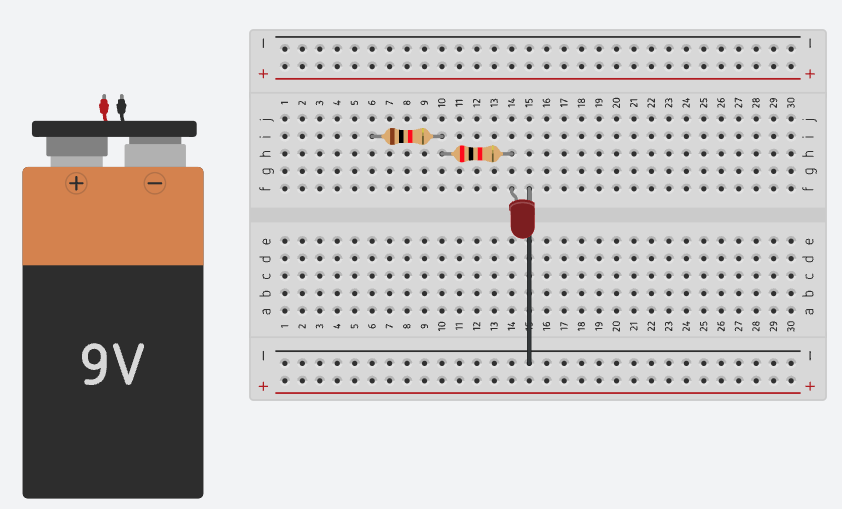 − −
+ +
1 2 3 4 5 6 7 8 9 10 11 12 13 14 15 16 17 18 19 20 21 22 23 24 25 26 27 28 29 30
j j
i i
h h
g g
f f
+ −
e e
d d
c c
b b
a a
1 2 3 4 5 6 7 8 9 10 11 12 13 14 15 16 17 18 19 20 21 22 23 24 25 26 27 28 29 30
9V
− −
+ +